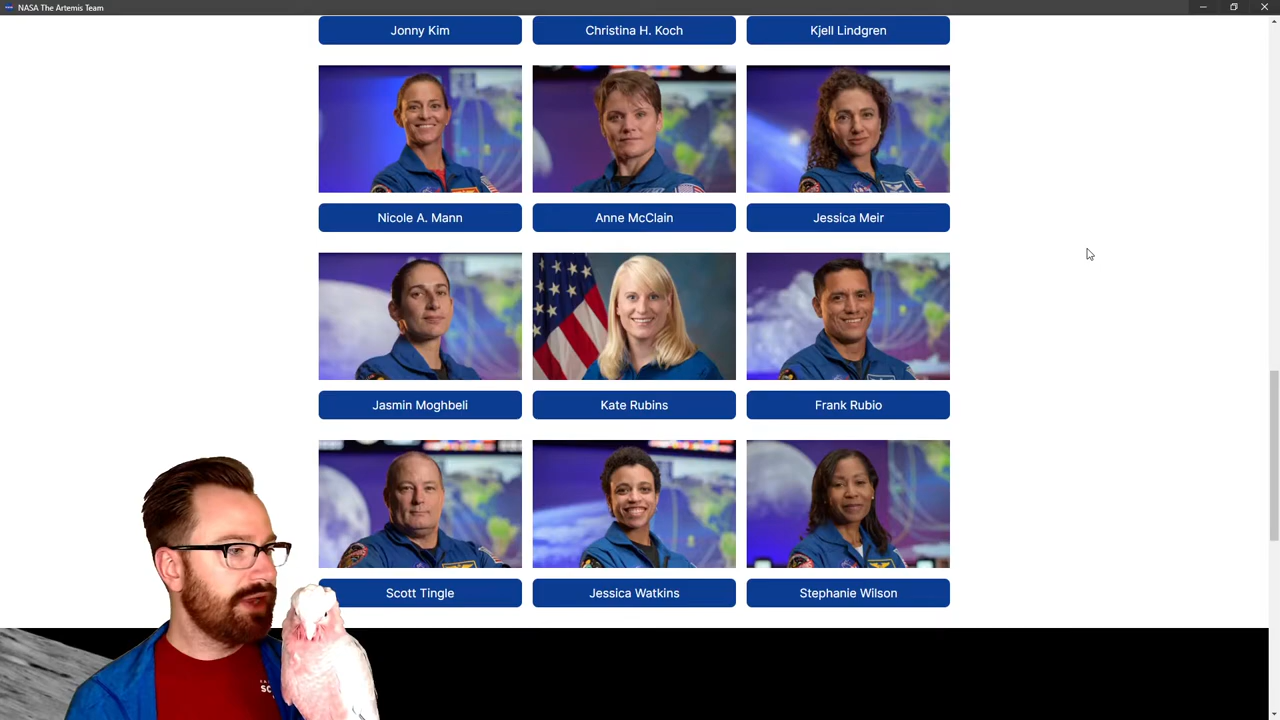 NASA The Artemis Team
Jonny Kim
Christina H. Koch
Kjell Lindgren
Nicole A. Mann
Anne McClain
Jessica Meir
Jasmin Moghbeli
Kate Rubins
Frank Rubio
Scott Tingle
Jessica Watkins
Stephanie Wilson